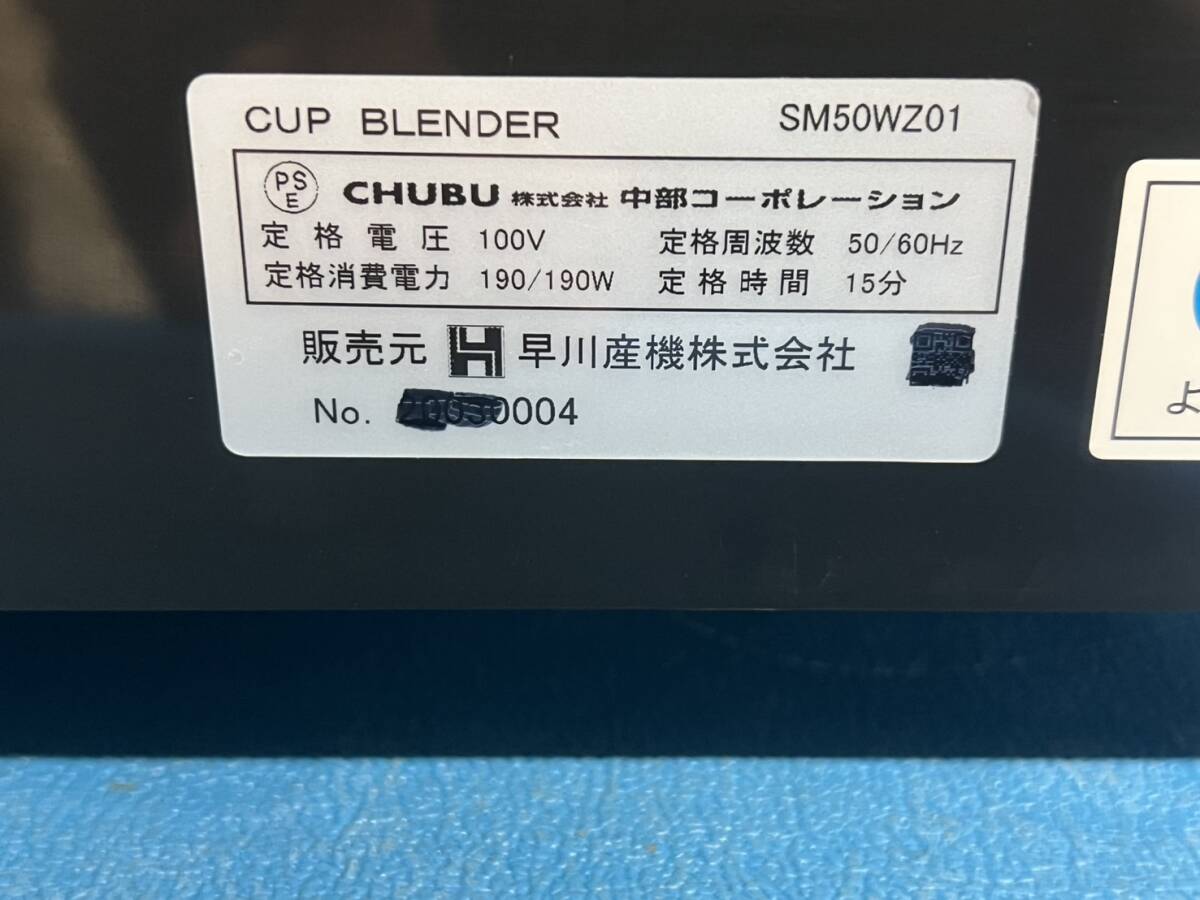 CUP BLENDER SM50WZ01
PS E CHUBU 株式会社 中部コーポレーション
定格電圧 100V 定格周波数 50/60Hz
定格消費電力 190/190W 定格時間 15分
販売元 H 早川産機株式会社
No. 0004
よ